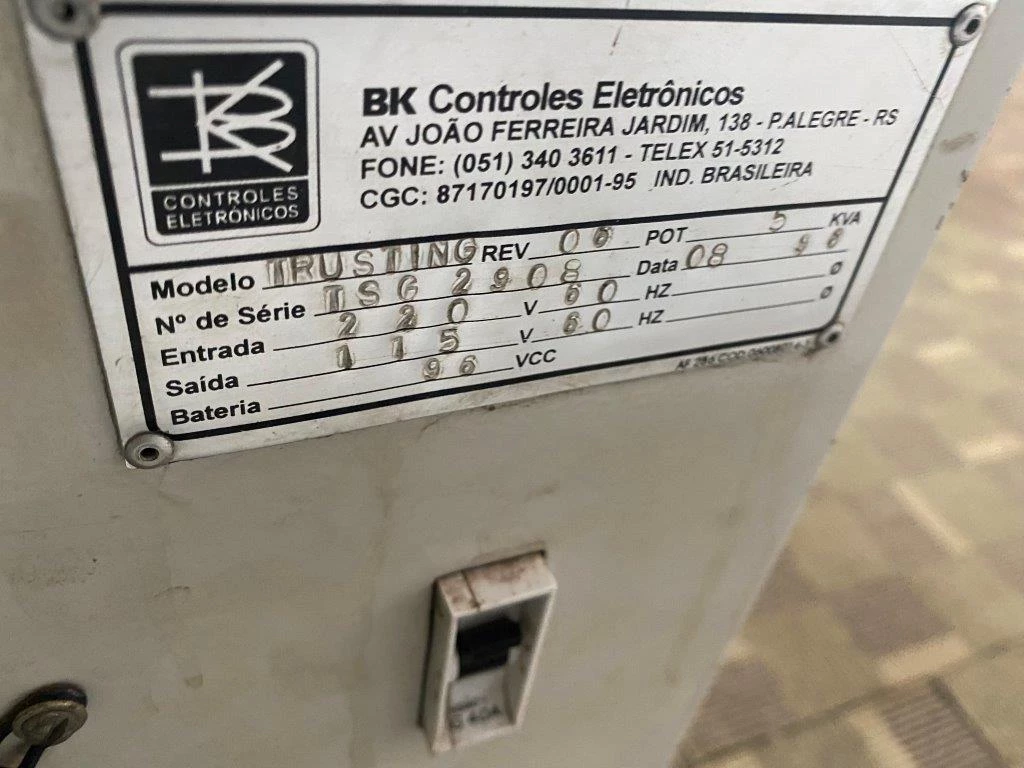 CONTROLES
ELETRÔNICOS
BK Controles Eletrônicos
AV JOÃO FERREIRA JARDIM, 138 - P.ALEGRE - RS
FONE: (051) 340 3611 - TELEX 51-5312
CGC: 87170197/0001-95 IND. BRASILEIRA
Modelo TRUSTING REV 06 POT 5 KVA
Nº de Série TSG 2908 Data 08 98
Entrada 220 V 60 HZ ø
Saída 115 V 60 HZ ø
Bateria 96 VCC